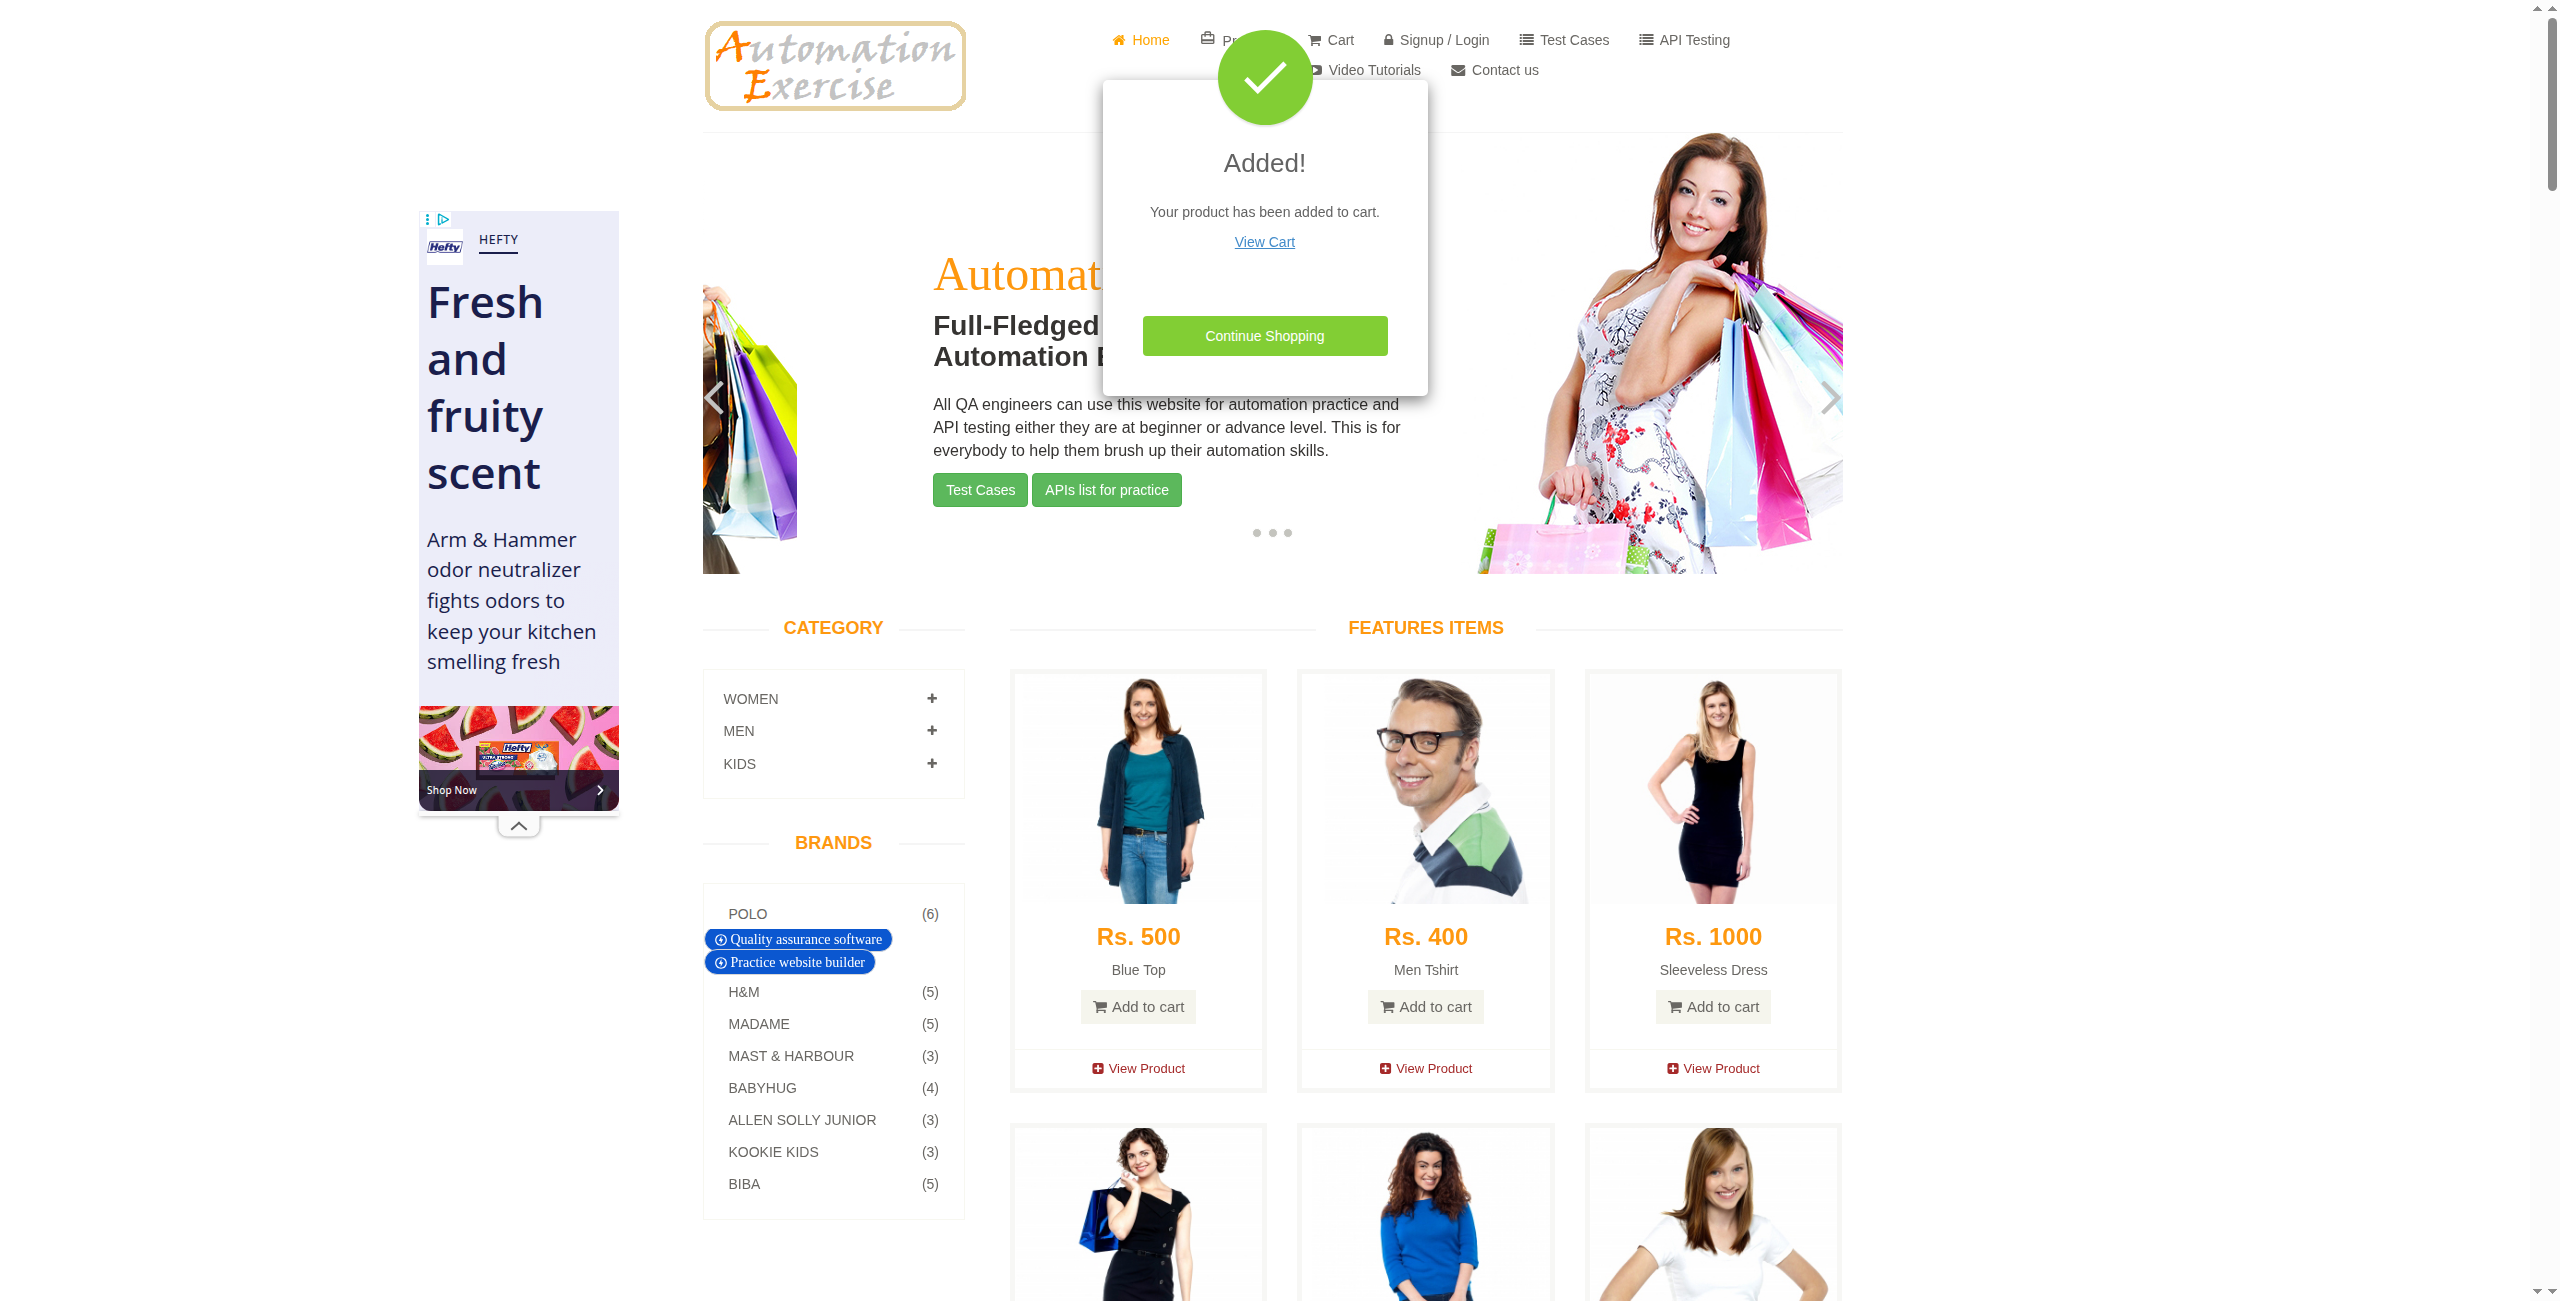 Automation
Exercise
Home
Cart
Signup / Login
Test Cases
API Testing
Video Tutorials
Contact us
Added!
Your product has been added to cart.
View Cart
Continue Shopping
Hefty
HEFTY
Fresh
and
fruity
scent
Arm & Hammer
odor neutralizer
fights odors to
keep your kitchen
smelling fresh
Hefty
ULTRA STRONG
Shop Now
Full-Fledged
Automation
All QA engineers can use this website for automation practice and
API testing either they are at beginner or advance level. This is for
everybody to help them brush up their automation skills.
Test Cases
APIs list for practice
CATEGORY
WOMEN
MEN
KIDS
BRANDS
POLO (6)
Quality assurance software
Practice website builder
H&M (5)
MADAME (5)
MAST & HARBOUR (3)
BABYHUG (4)
ALLEN SOLLY JUNIOR (3)
KOOKIE KIDS (3)
BIBA (5)
FEATURES ITEMS
Rs. 500
Blue Top
Add to cart
View Product
Rs. 400
Men Tshirt
Add to cart
View Product
Rs. 1000
Sleeveless Dress
Add to cart
View Product